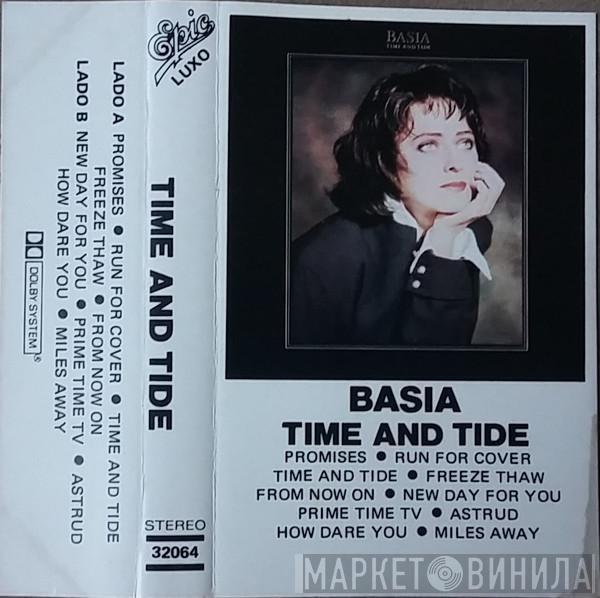 LADO A PROMISES ● RUN FOR COVER ● TIME AND TIDE
FREEZE THAW ● FROM NOW ON
LADO B NEW DAY FOR YOU ● PRIME TIME TV ● ASTRUD
HOW DARE YOU ● MILES AWAY
DOLBY SYSTEM ®
Epic
LUXO
TIME AND TIDE
STEREO
32064
BASIA
TIME AND TIDE
BASIA
TIME AND TIDE
PROMISES ● RUN FOR COVER
TIME AND TIDE ● FREEZE THAW
FROM NOW ON ● NEW DAY FOR YOU
PRIME TIME TV ● ASTRUD
HOW DARE YOU ● MILES AWAY
МАРКЕТ ВИНИЛА